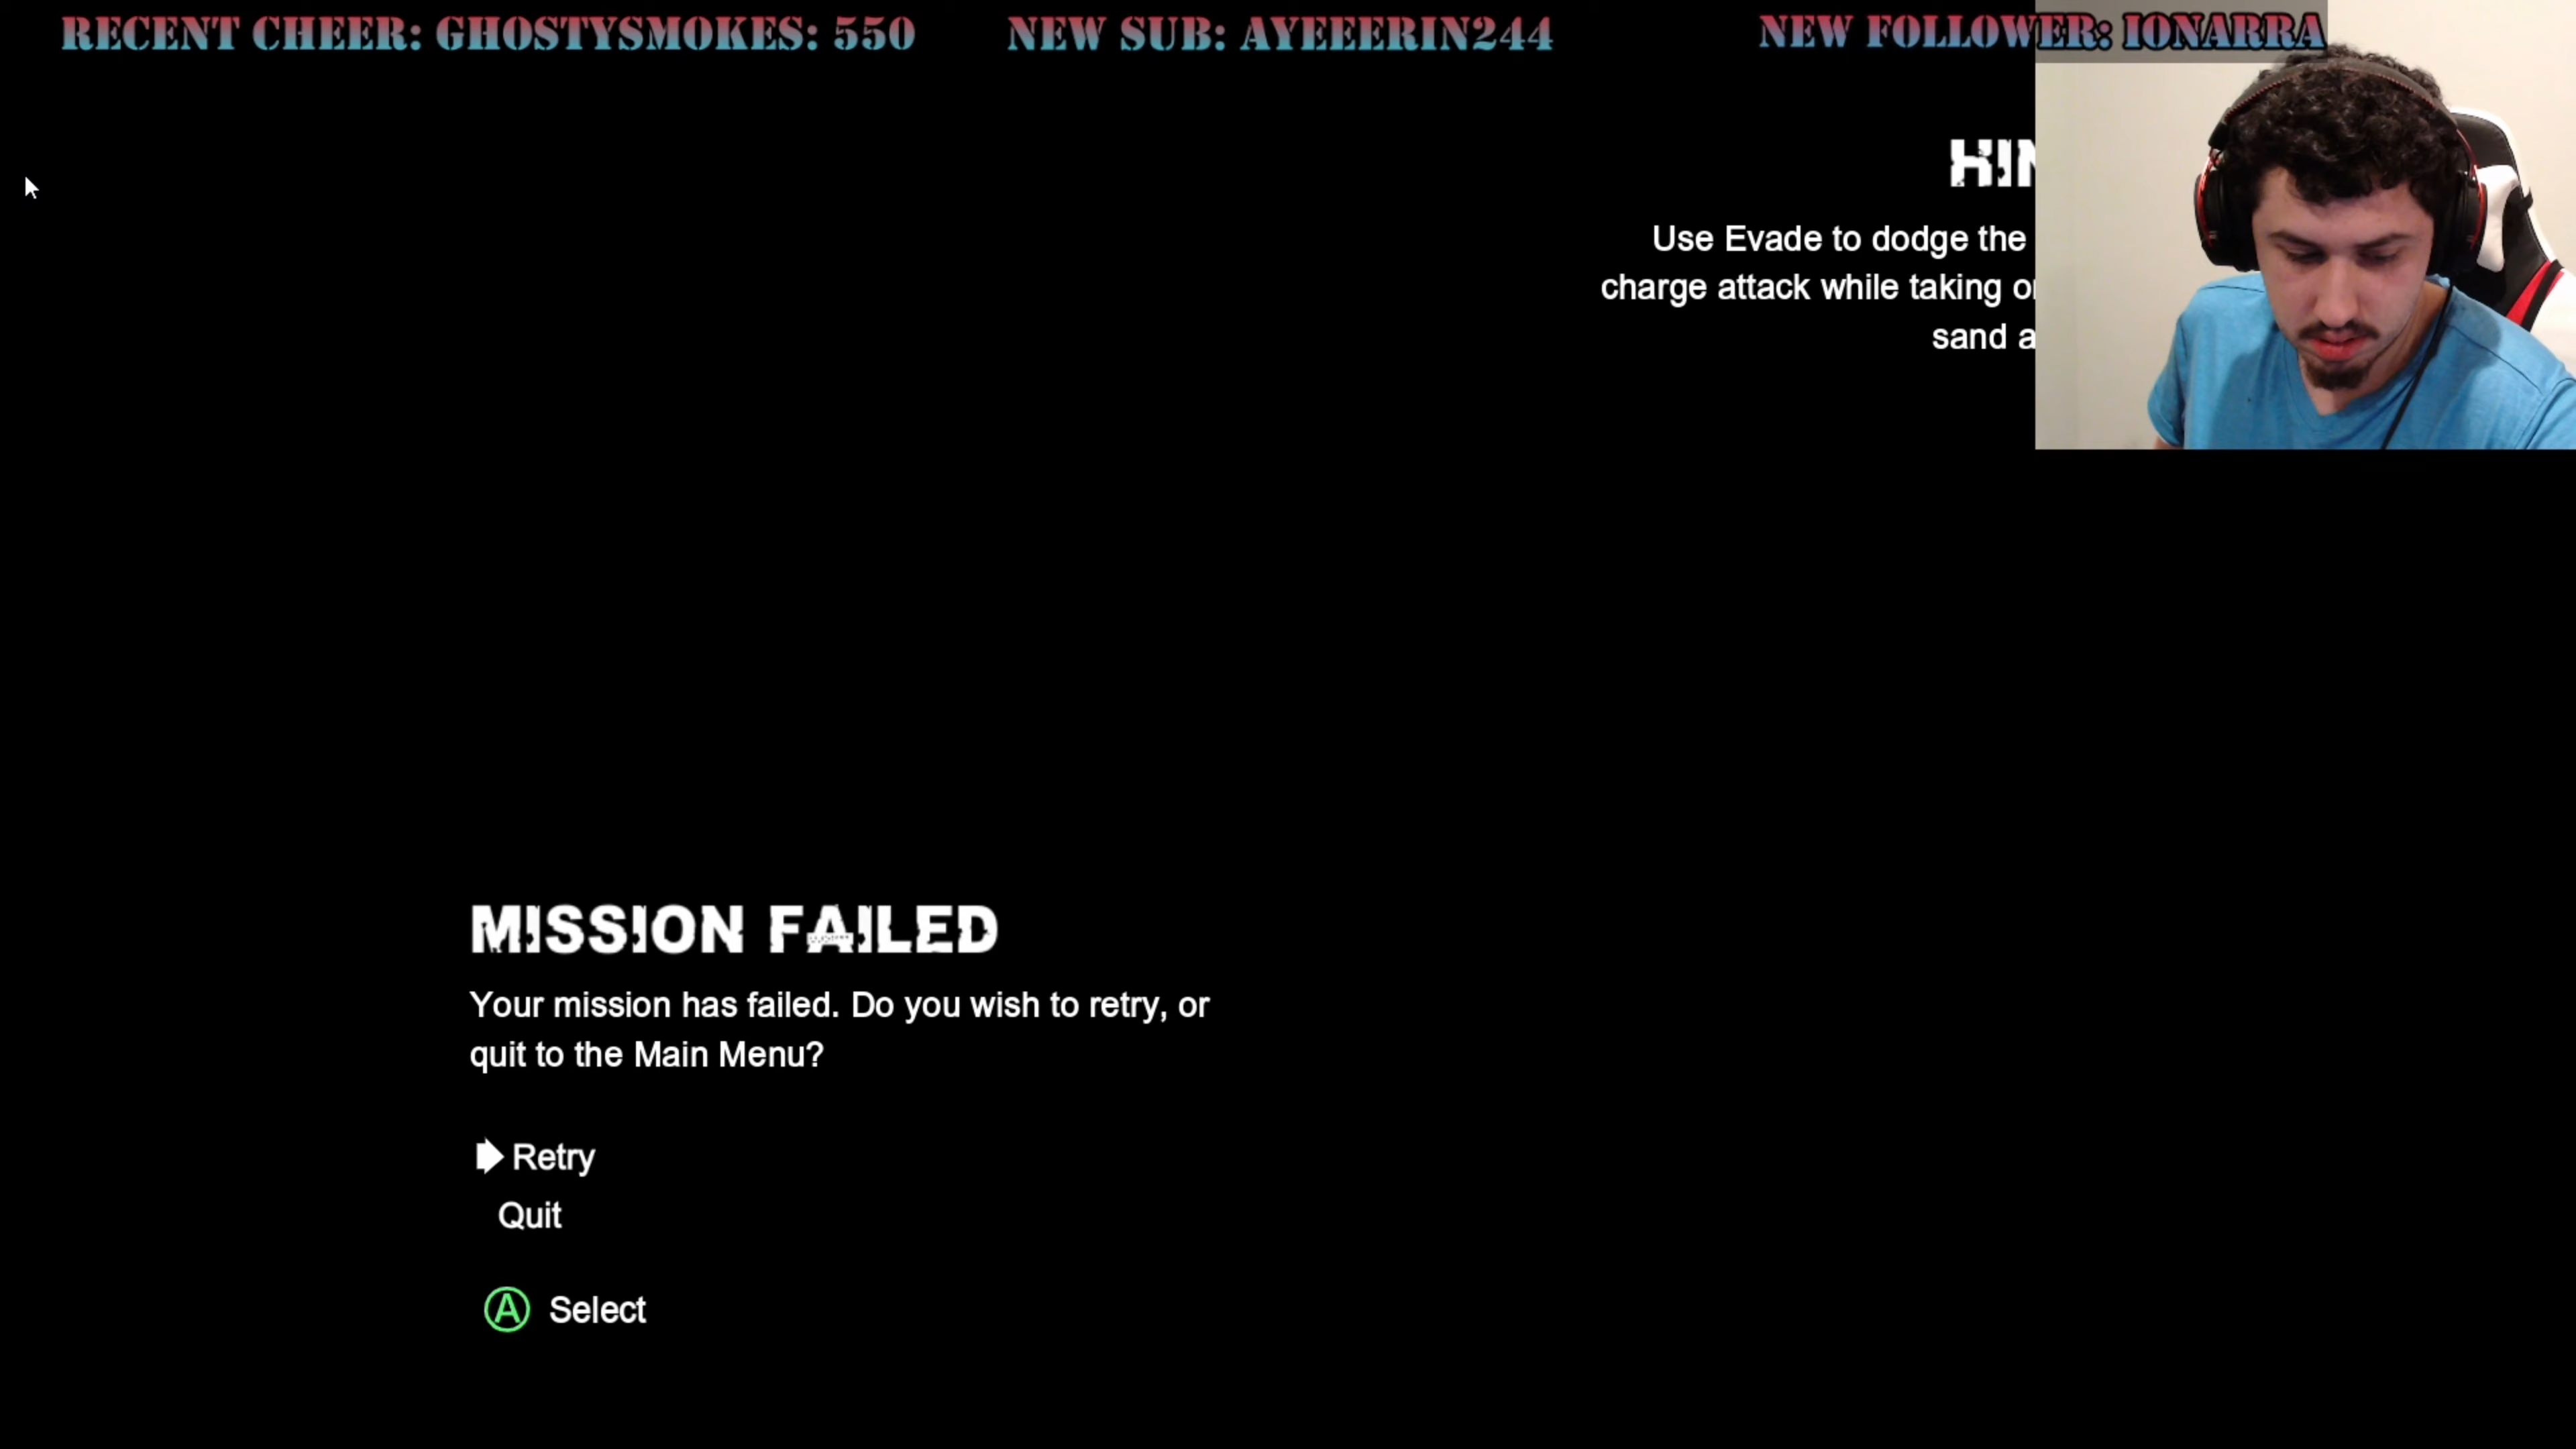 RECENT CHEER: GHOSTYSMOKES: 550
NEW SUB: AYEEERIN244
NEW FOLLOWER: IONARRA
Use Evade to dodge the
charge attack while taking
sand
MISSION FAILED
Your mission has failed. Do you wish to retry, or
quit to the Main Menu?
Retry
Quit
A Select